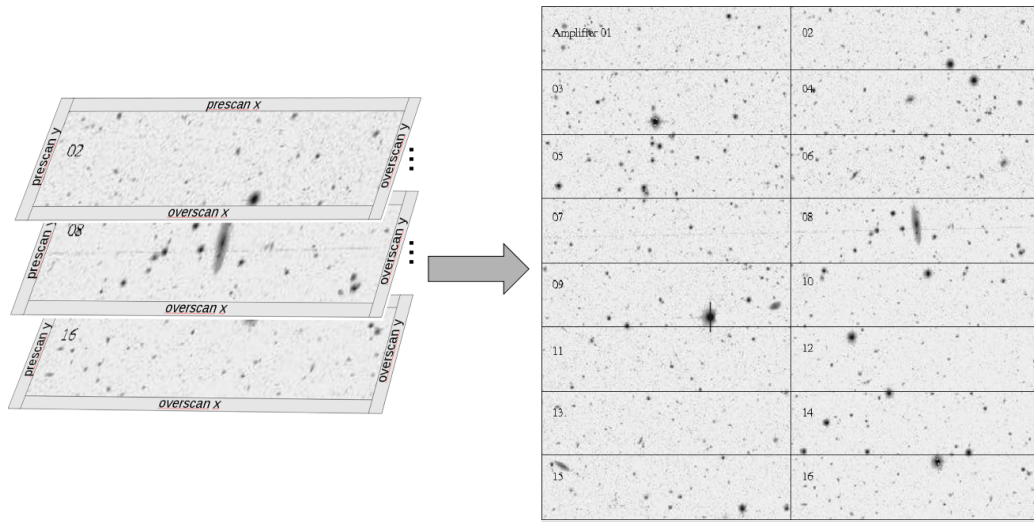 prescan x
prescan y
02
overscan y
overscan x
prescan y
08
overscan y
overscan x
prescan y
16
overscan y
overscan x
Amplifier 01
02
03
04
05
06
07
08
09
10
11
12
13
14
15
16